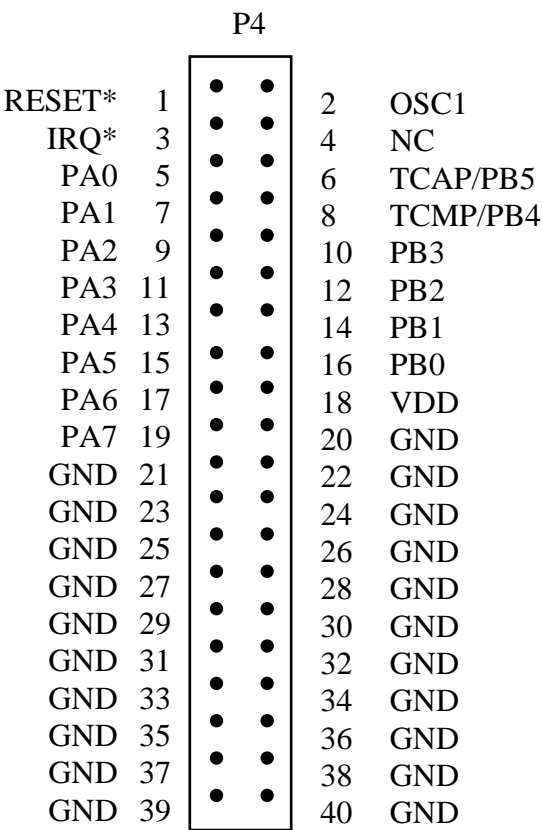 P4
RESET* 1 2 OSC1
IRQ* 3 4 NC
PA0 5 6 TCAP/PB5
PA1 7 8 TCMP/PB4
PA2 9 10 PB3
PA3 11 12 PB2
PA4 13 14 PB1
PA5 15 16 PB0
PA6 17 18 VDD
PA7 19 20 GND
GND 21 22 GND
GND 23 24 GND
GND 25 26 GND
GND 27 28 GND
GND 29 30 GND
GND 31 32 GND
GND 33 34 GND
GND 35 36 GND
GND 37 38 GND
GND 39 40 GND